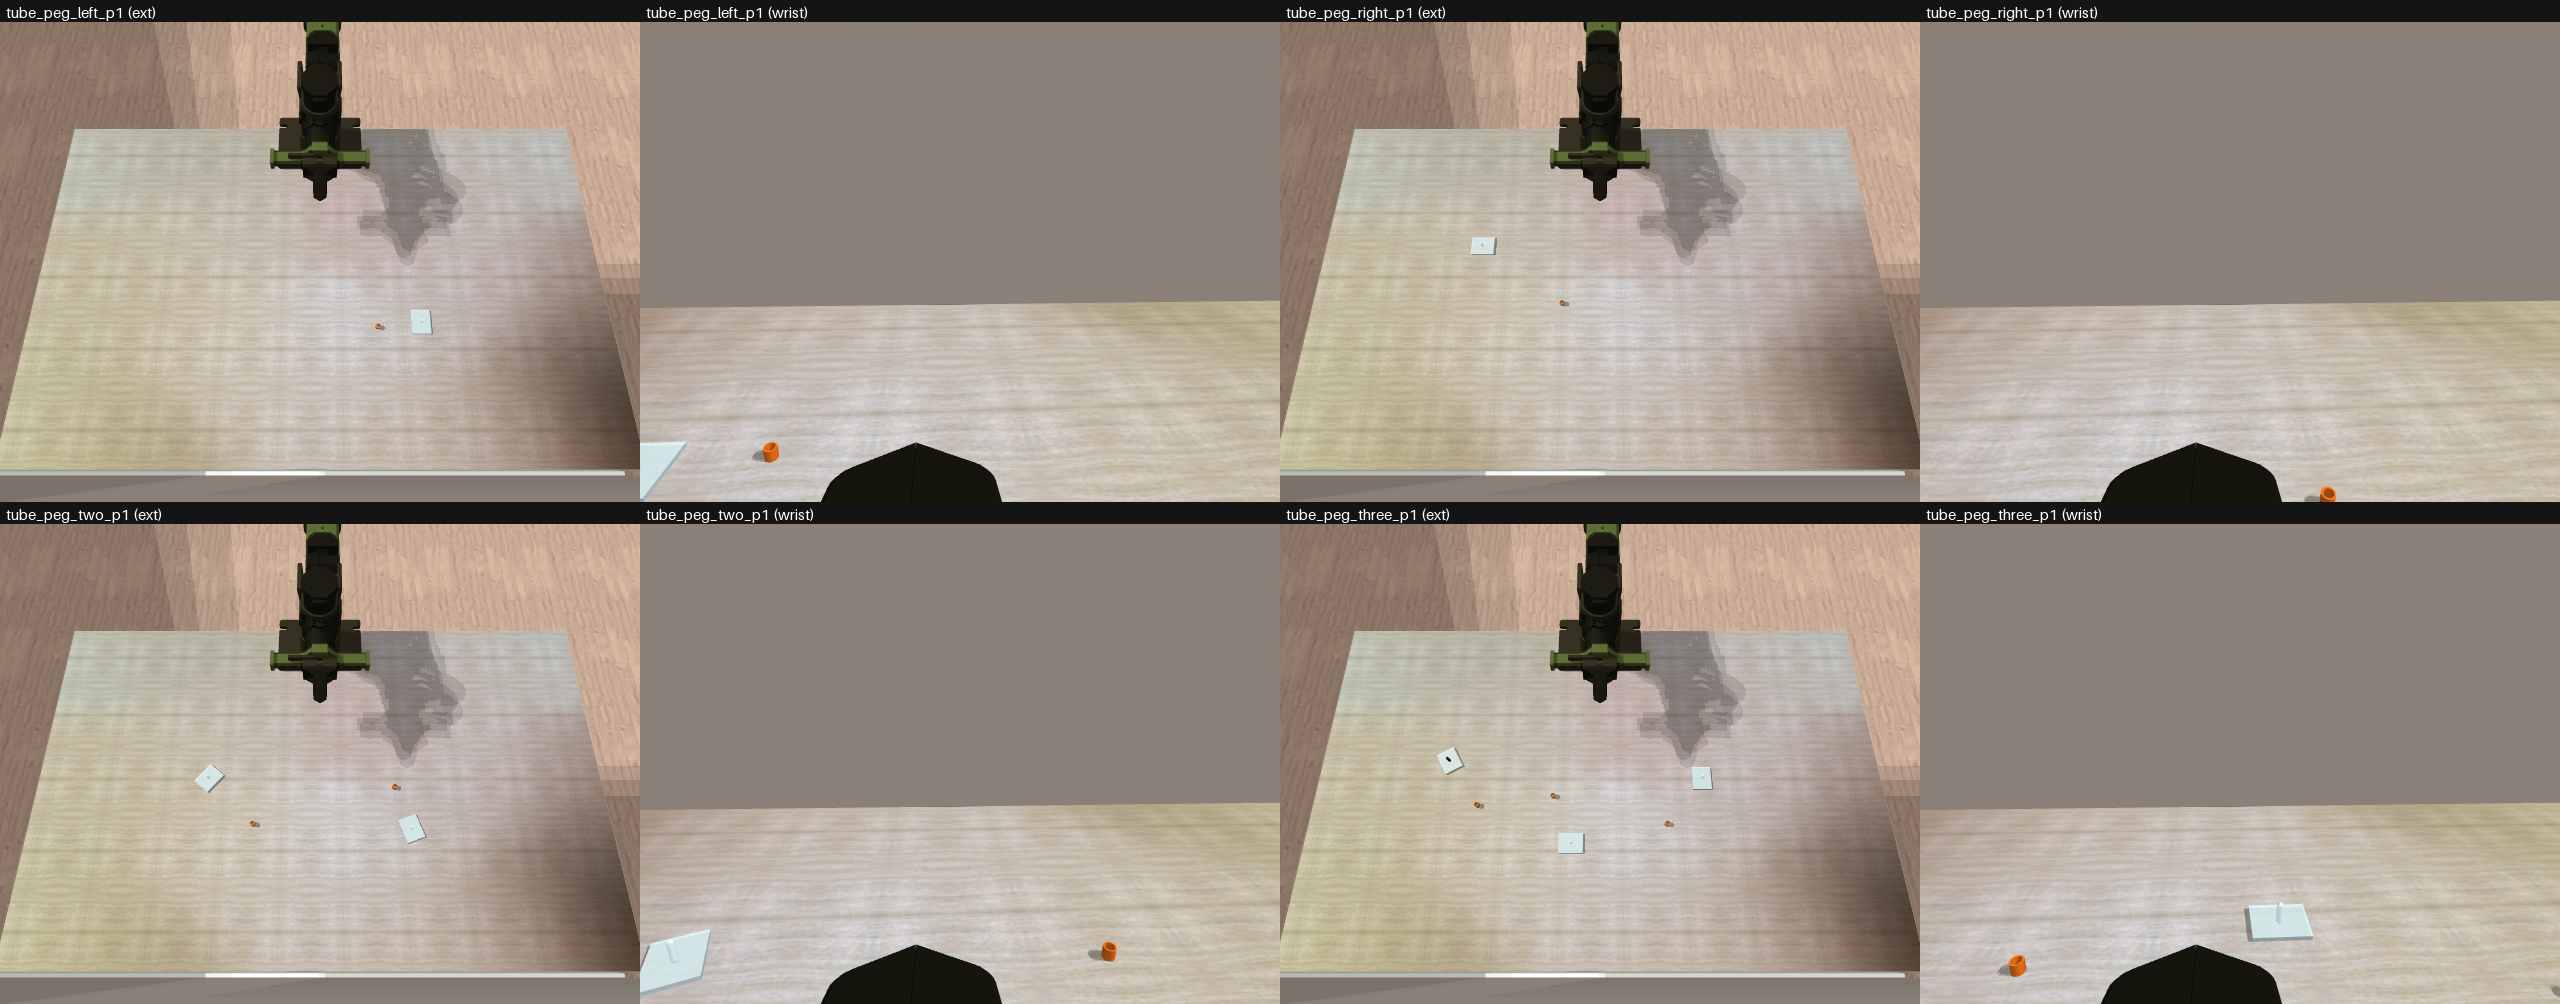 tube_peg_left_p1 (ext)
tube_peg_left_p1 (wrist)
tube_peg_right_p1 (ext)
tube_peg_right_p1 (wrist)
tube_peg_two_p1 (ext)
tube_peg_two_p1 (wrist)
tube_peg_three_p1 (ext)
tube_peg_three_p1 (wrist)